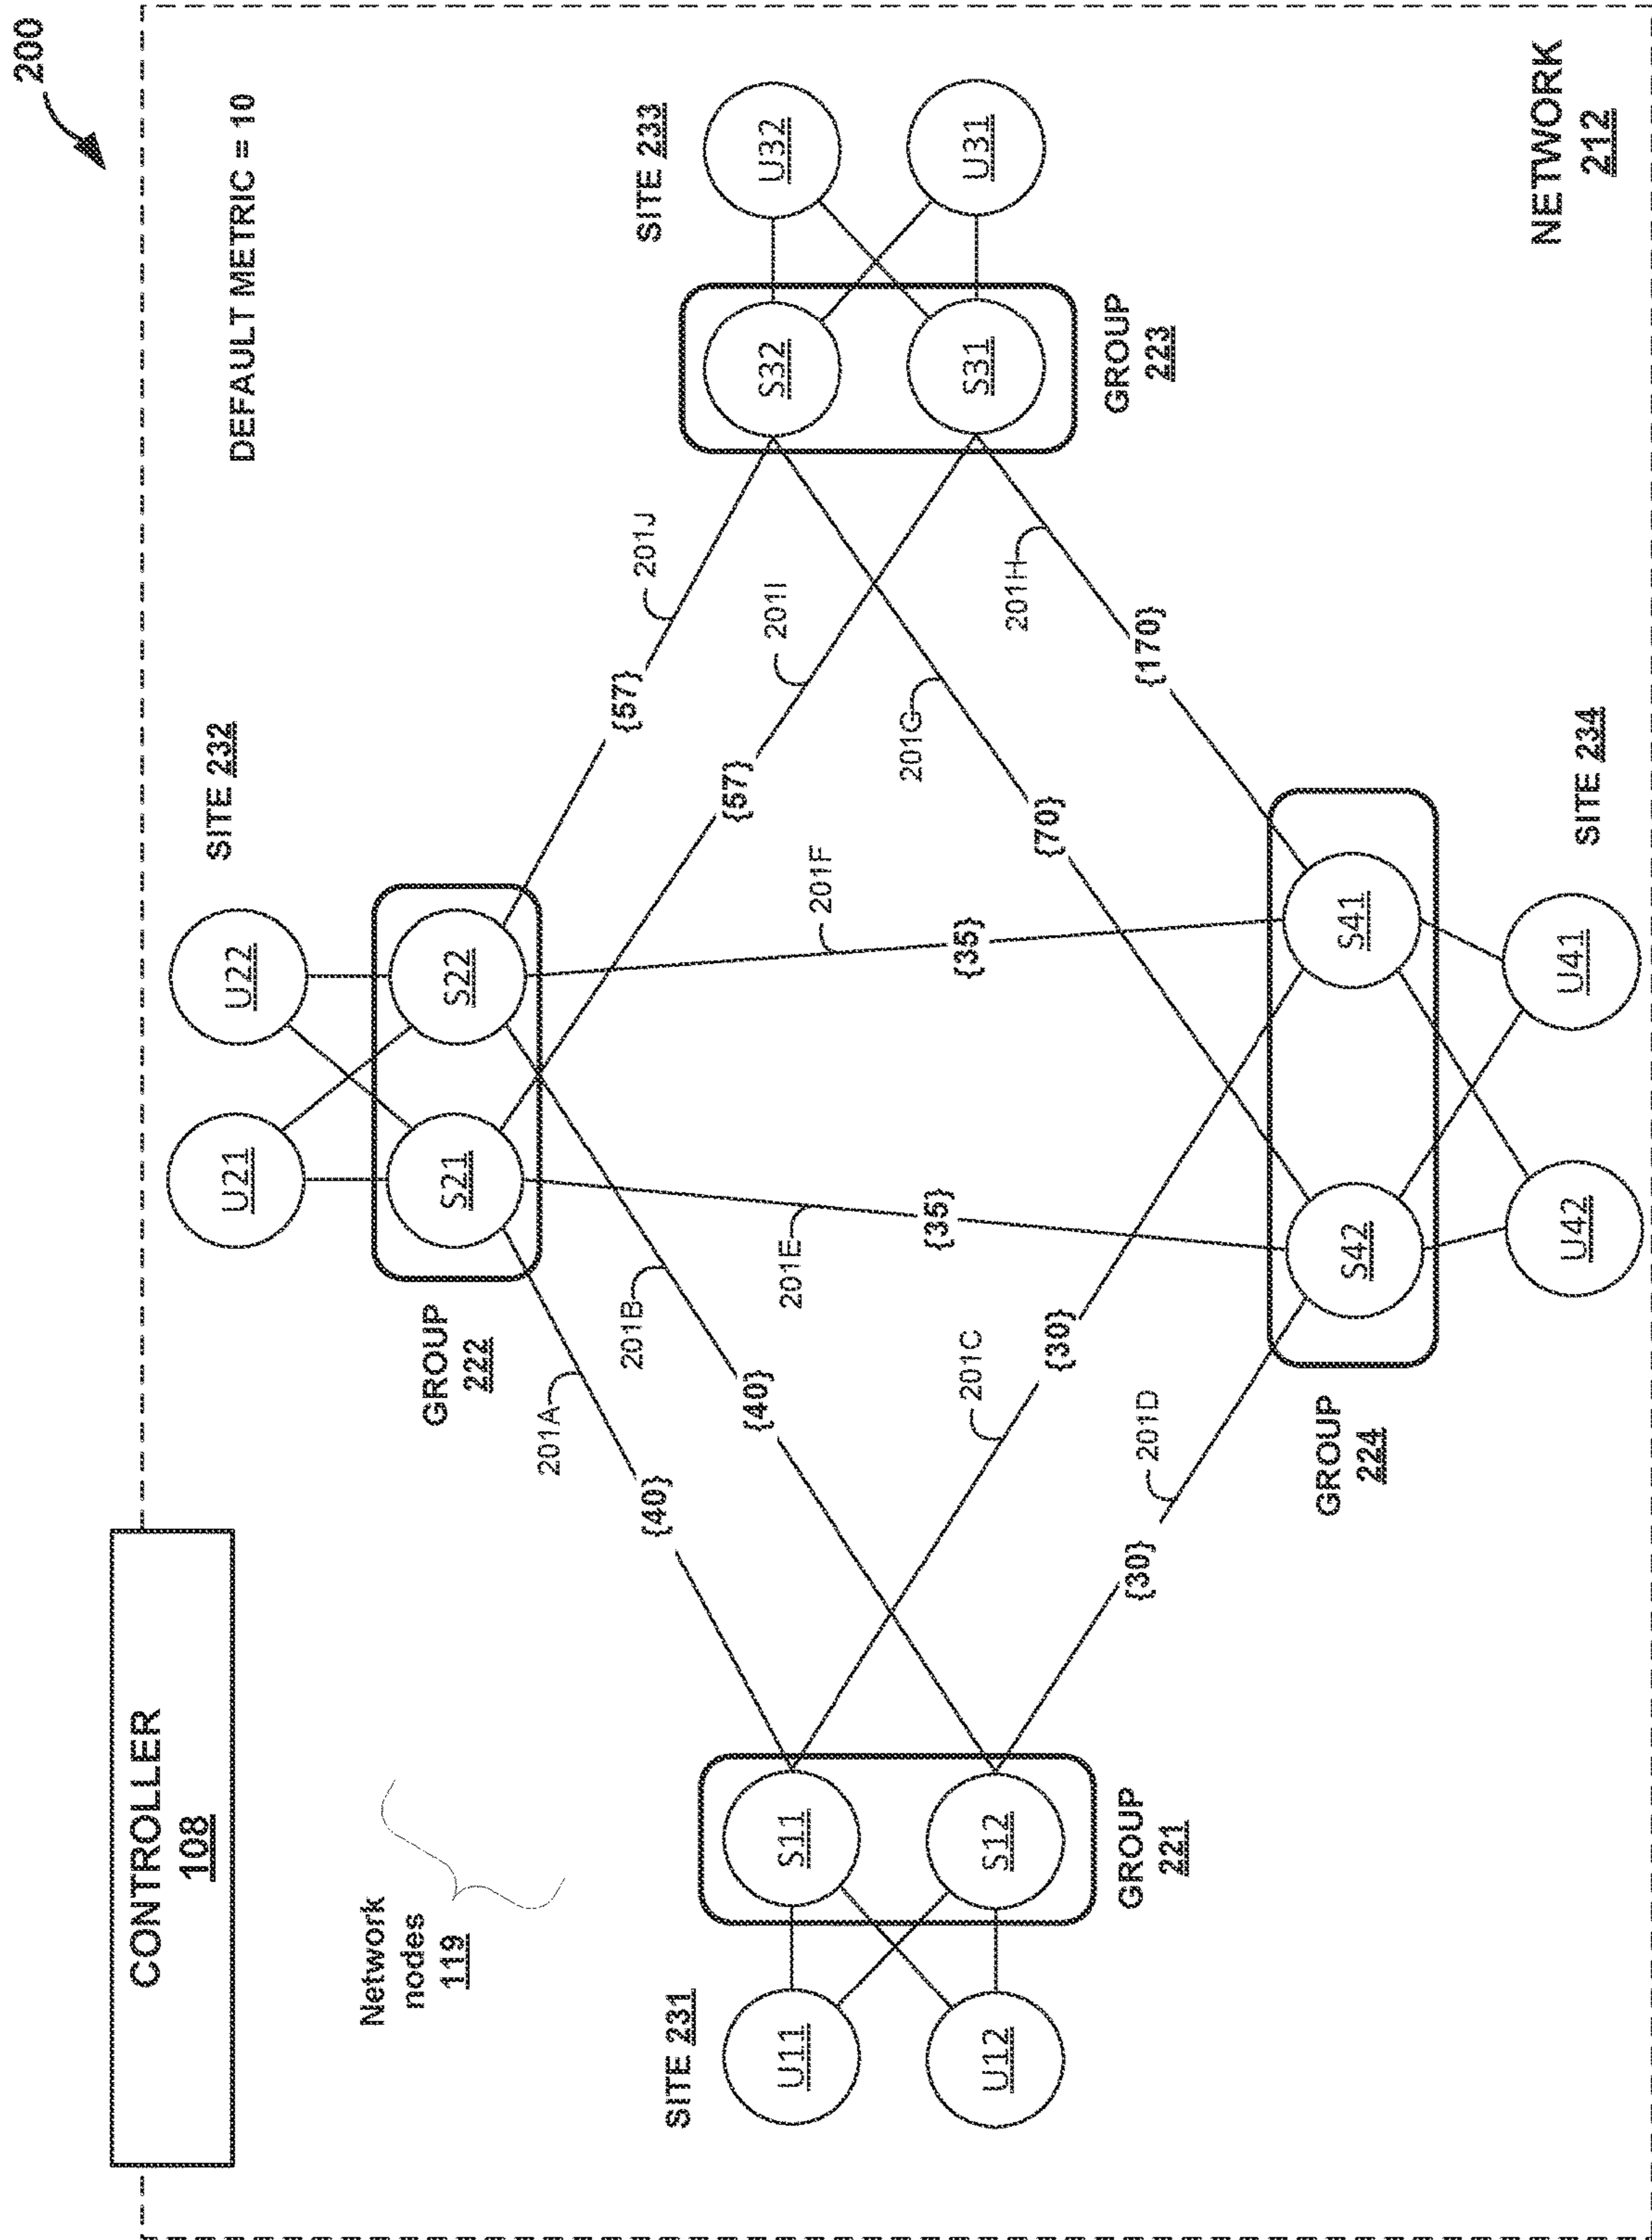 200
CONTROLLER
108
DEFAULT METRIC = 10
Network
nodes
119
SITE 232
U21
U22
S21
S22
GROUP
222
SITE 231
U11
U12
S11
S12
GROUP
221
SITE 233
U32
U31
S32
S31
GROUP
223
201A
{40}
201B
{40}
201C
{30}
201D
{30}
201E
{35}
201F
{35}
201G
{70}
201H
{170}
201I
{57}
201J
{57}
GROUP
224
S42
S41
U42
U41
SITE 234
NETWORK
212